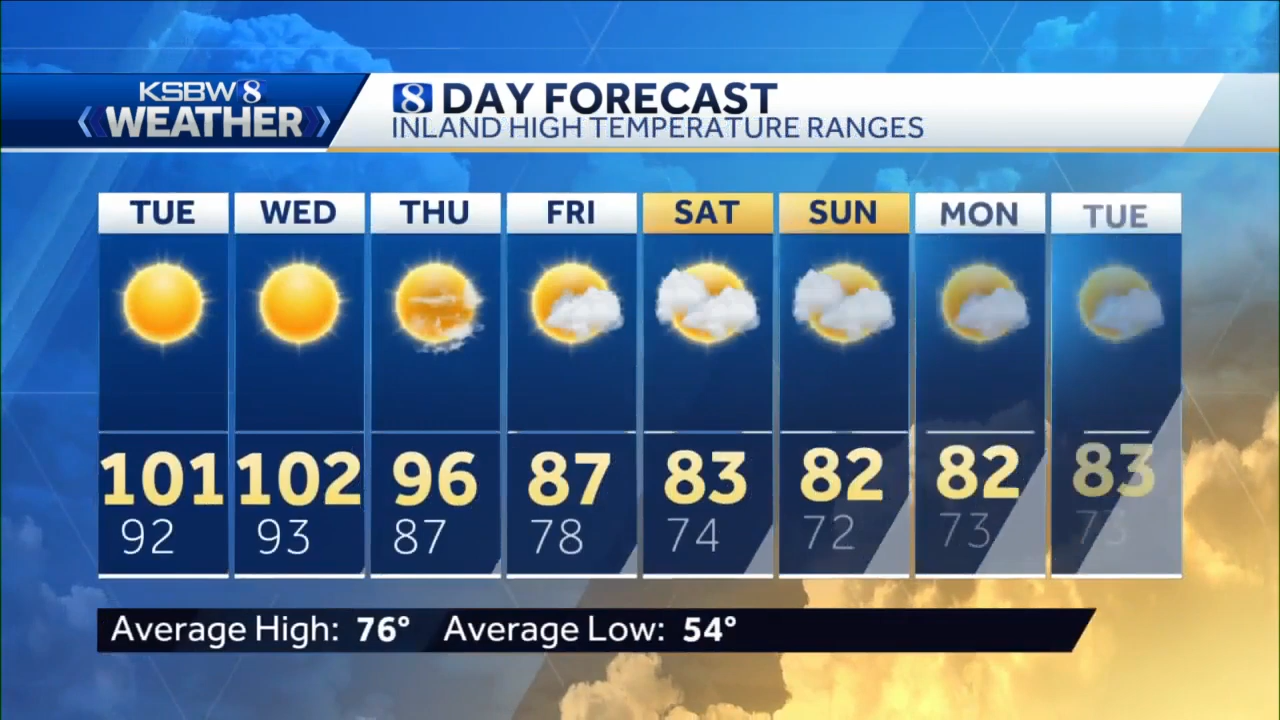 KSBW 8
WEATHER
8 DAY FORECAST
INLAND HIGH TEMPERATURE RANGES
TUE WED THU FRI SAT SUN MON TUE
101 102 96 87 83 82 82 83
92 93 87 78 74 72 73 73
Average High: 76° Average Low: 54°